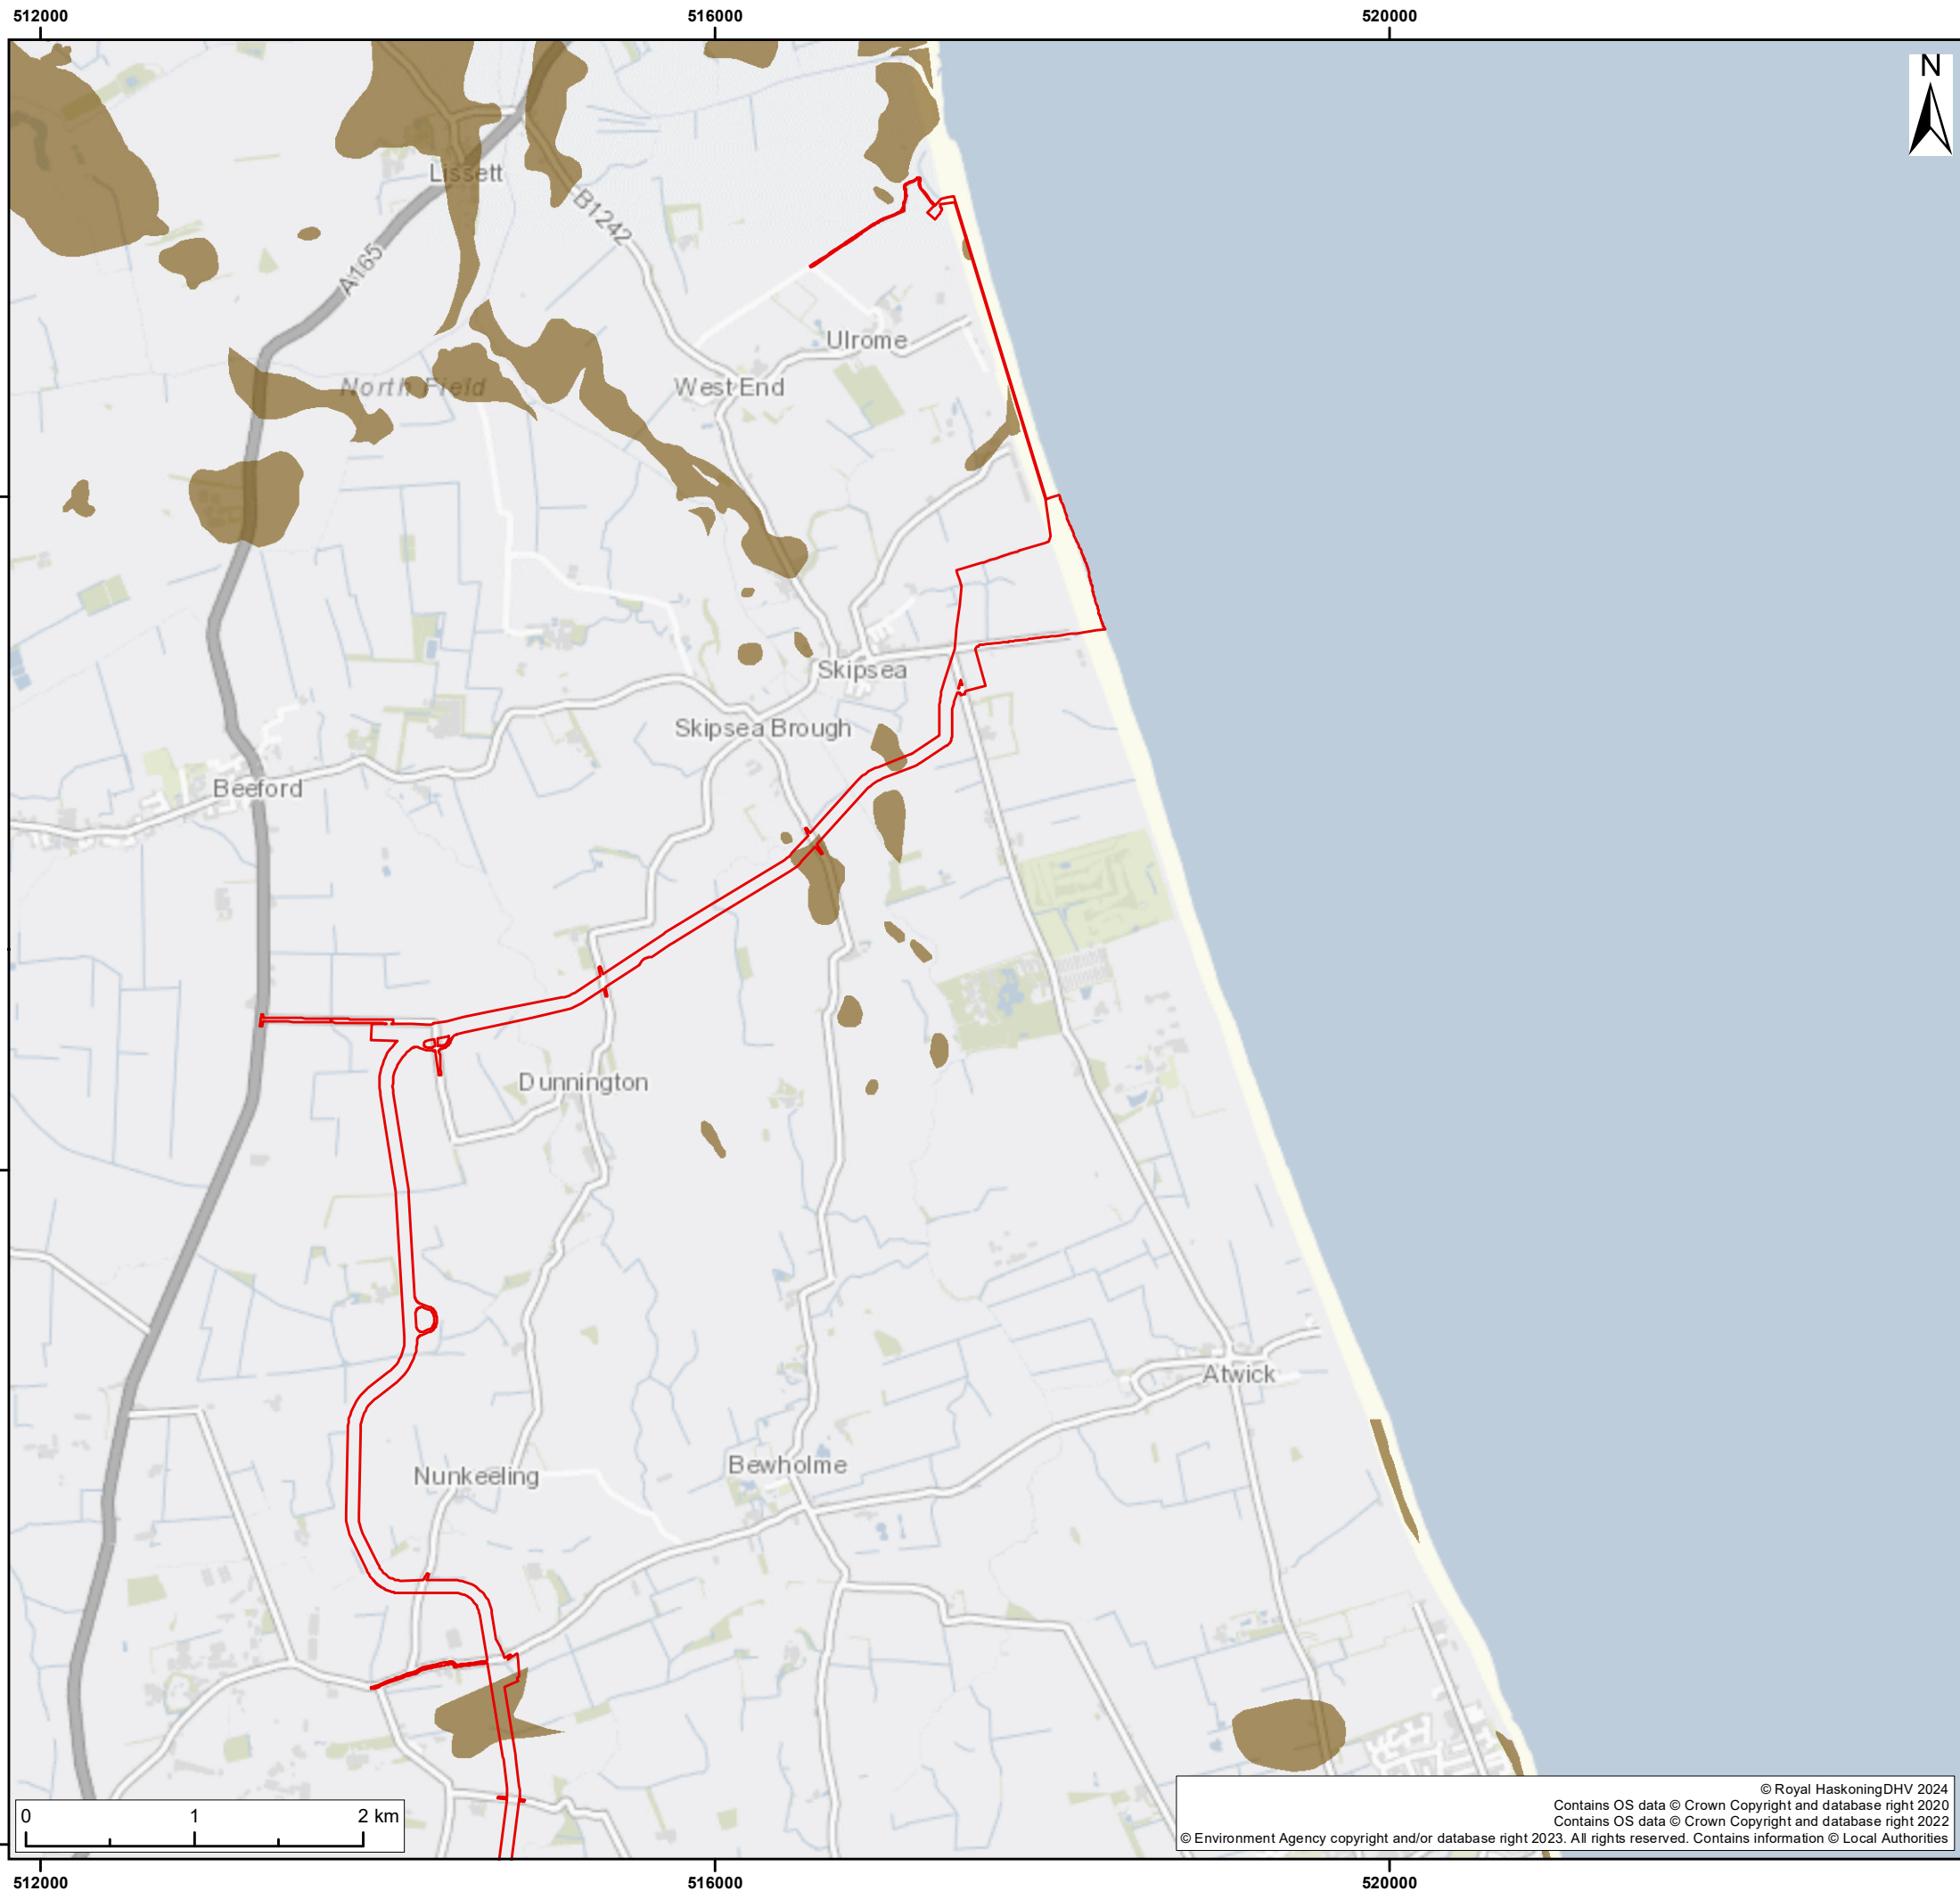 512000
516000
520000
N
Lissett
B1242
A165
Ulrome
North Field
West End
Skipsea
Skipsea Brough
Beeford
Dunnington
Atwick
Bewholme
Nunkeeling
0 1 2 km
© Royal HaskoningDHV 2024
Contains OS data © Crown Copyright and database right 2020
Contains OS data © Crown Copyright and database right 2022
© Environment Agency copyright and/or database right 2023. All rights reserved. Contains information © Local Authorities
512000
516000
520000